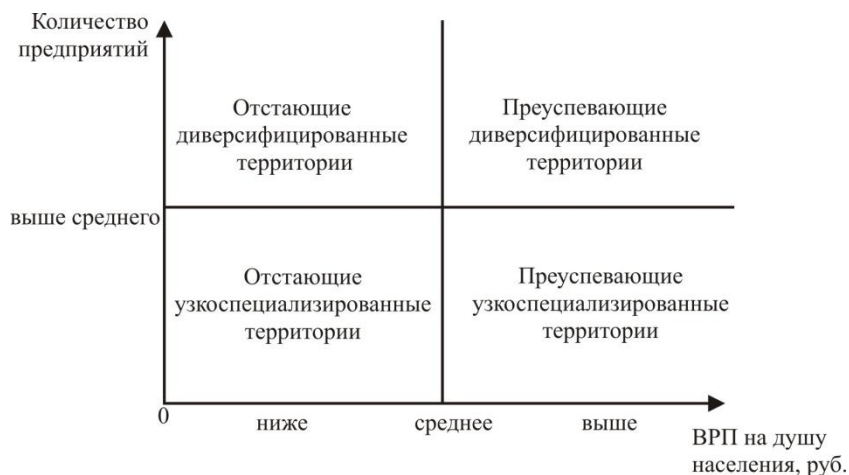 Количество
предприятий
Отстающие
диверсифицированные
территории
Преуспевающие
диверсифицированные
территории
выше среднего
Отстающие
узкоспециализированные
территории
Преуспевающие
узкоспециализированные
территории
0
ниже
среднее
выше
ВРП на душу
населения, руб.